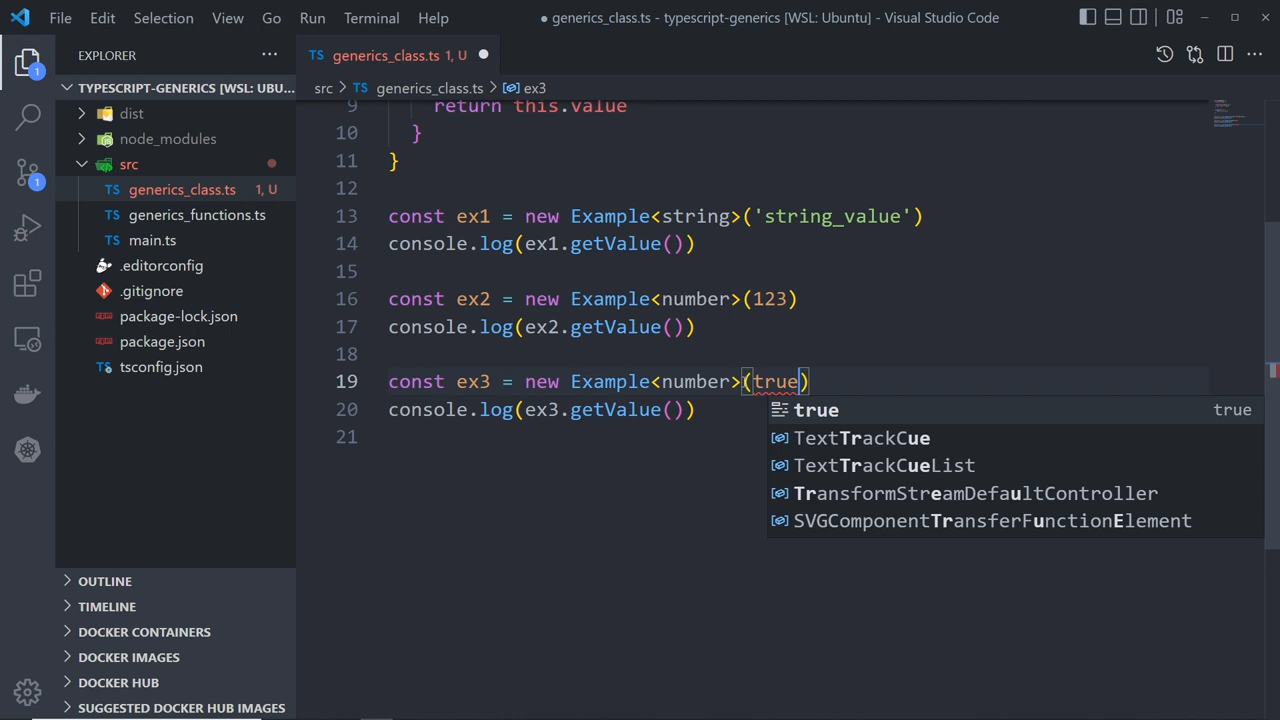 File Edit Selection View Go Run Terminal Help ● generics_class.ts - typescript-generics [WSL: Ubuntu] - Visual Studio Code
EXPLORER
TS generics_class.ts 1, U
TYPESCRIPT-GENERICS [WSL: UBU...
src > TS generics_class.ts > ex3
dist
node_modules
src
TS generics_class.ts 1, U
TS generics_functions.ts
TS main.ts
.editorconfig
.gitignore
package-lock.json
package.json
TS tsconfig.json
OUTLINE
TIMELINE
DOCKER CONTAINERS
DOCKER IMAGES
DOCKER HUB
SUGGESTED DOCKER HUB IMAGES
1
1
9 return this.value
10 }
11 }
12
13 const ex1 = new Example<string>('string_value')
14 console.log(ex1.getValue())
15
16 const ex2 = new Example<number>(123)
17 console.log(ex2.getValue())
18
19 const ex3 = new Example<number>(true)
20 console.log(ex3.getValue())
21
true true
TextTrackCue
TextTrackCueList
TransformStreamDefaultController
SVGComponentTransferFunctionElement